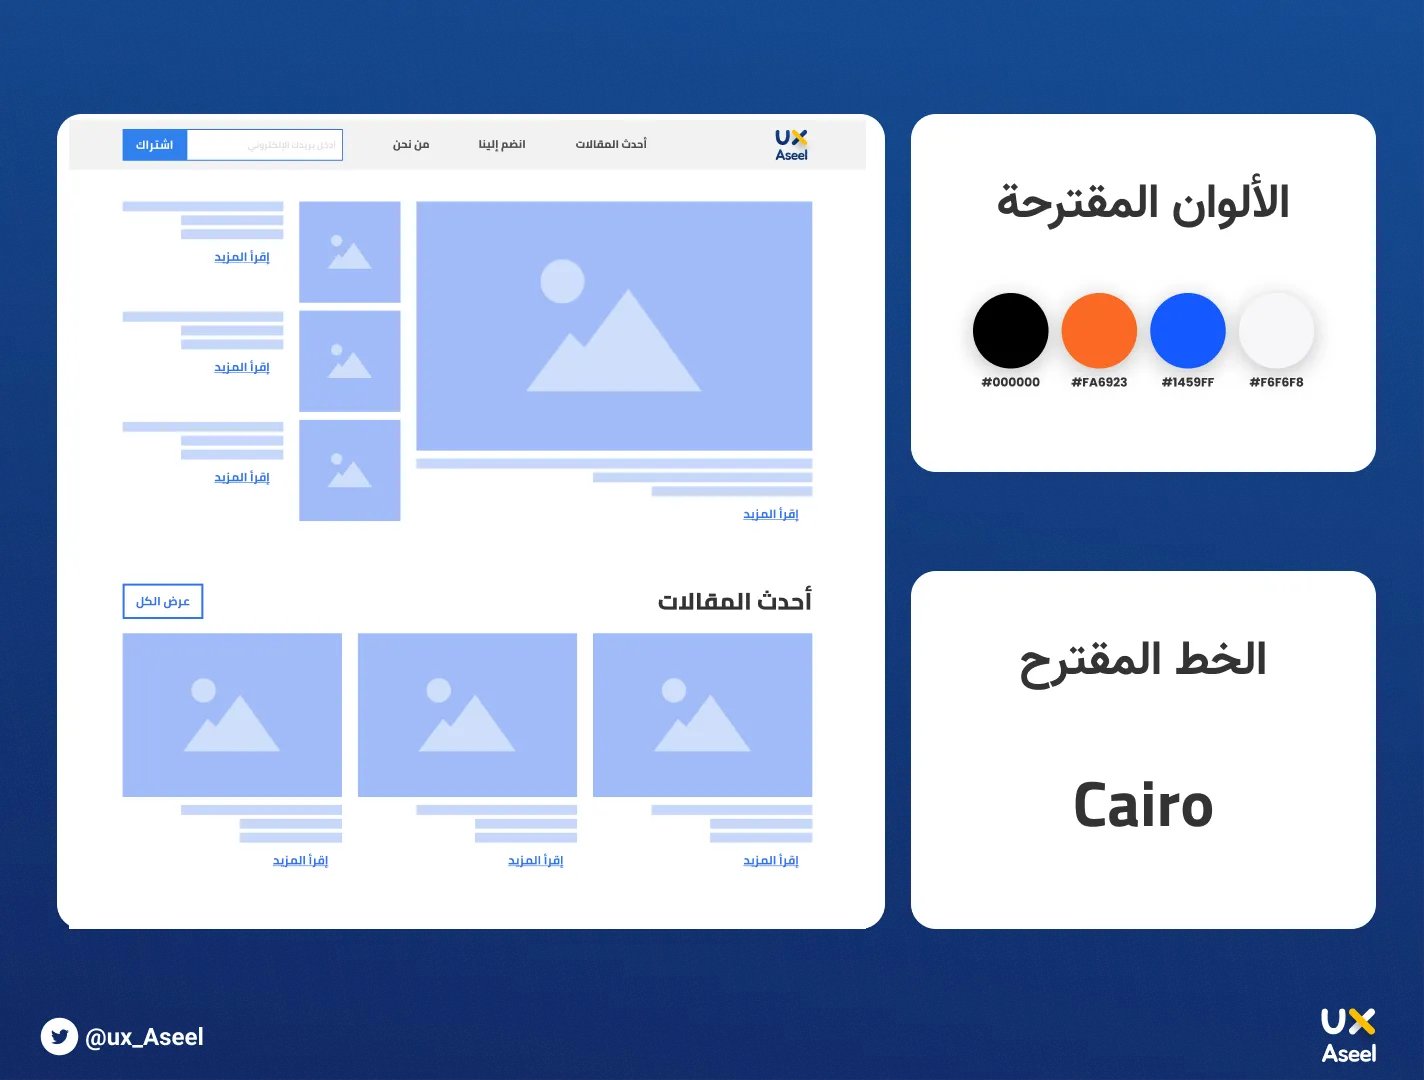 UX
Aseel
أحدث المقالات
انضم إلينا
من نحن
أدخل بريدك الإلكتروني
اشتراك
إقرأ المزيد
إقرأ المزيد
إقرأ المزيد
إقرأ المزيد
أحدث المقالات
عرض الكل
إقرأ المزيد
إقرأ المزيد
إقرأ المزيد
الألوان المقترحة
#000000 #FA6923 #1459FF #F6F6F8
الخط المقترح
Cairo
@ux_Aseel
UX
Aseel